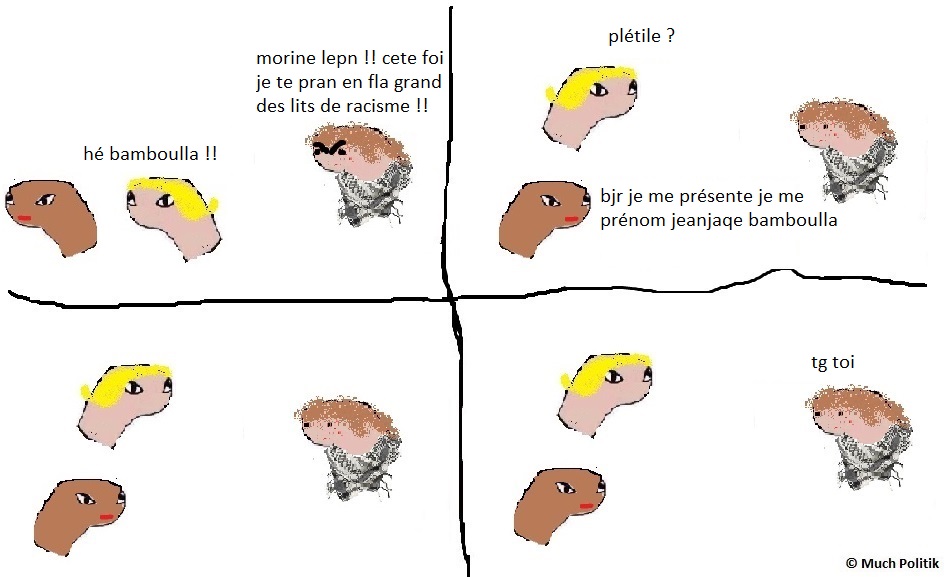 hé bamboulla !!
morine lepn !! cete foi
je te pran en fla grand
des lits de racisme !!
plétile ?
bjr je me présente je me
prénom jeanjaqe bamboulla
tg toi
© Much Politik